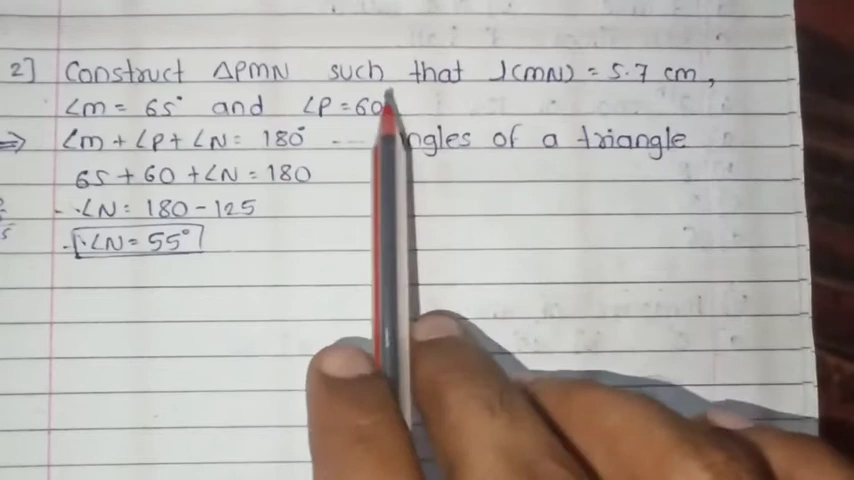 2] Construct ΔPMN such that l(MN) = 5.7 cm,
∠m = 65° and ∠P = 60
⇒ ∠m + ∠P + ∠N = 180° --- ngles of a triangle
65 + 60 + ∠N = 180
∴ ∠N = 180 - 125
∴ ∠N = 55°